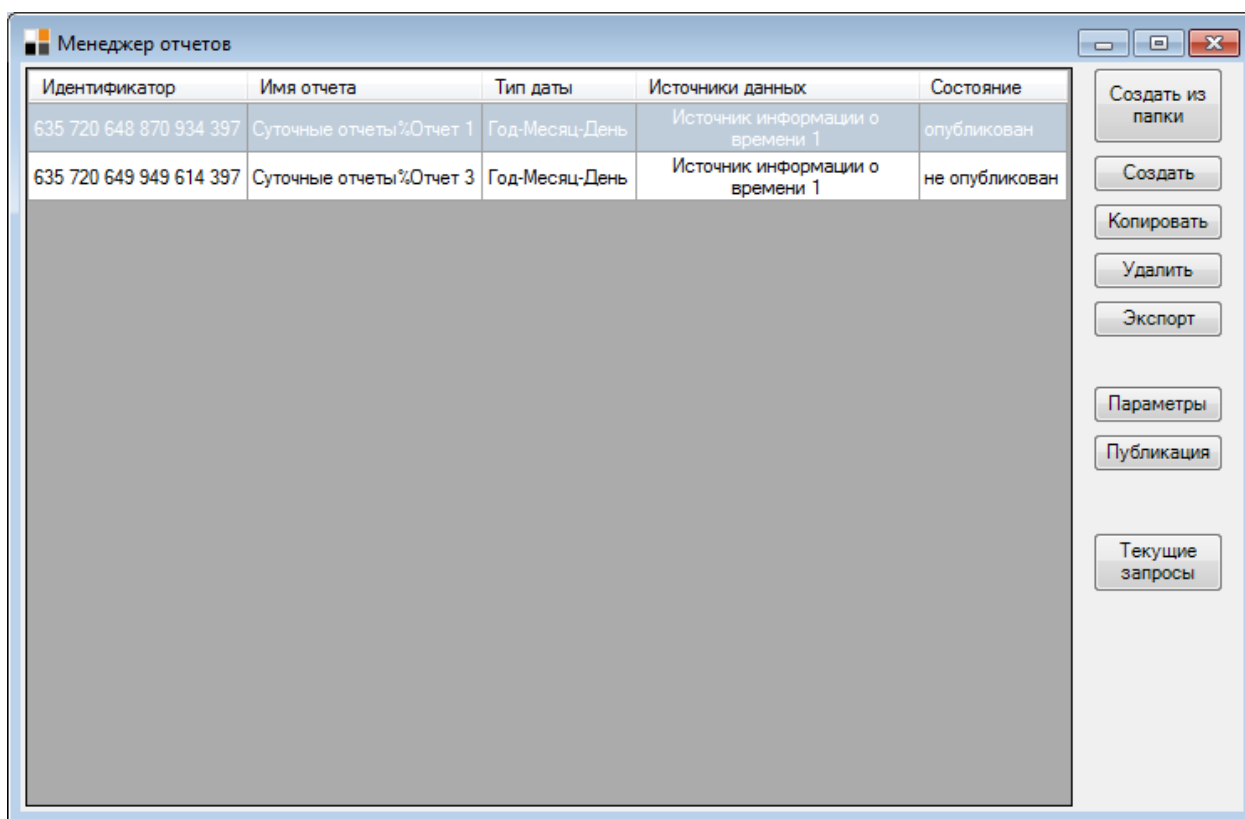 Менеджер отчетов
Идентификатор Имя отчета Тип даты Источники данных Состояние
635 720 648 870 934 397 Суточные отчеты%Отчет 1 Год-Месяц-День Источник информации о времени 1 опубликован
635 720 649 949 614 397 Суточные отчеты%Отчет 3 Год-Месяц-День Источник информации о времени 1 не опубликован
Создать из
папки
Создать
Копировать
Удалить
Экспорт
Параметры
Публикация
Текущие
запросы